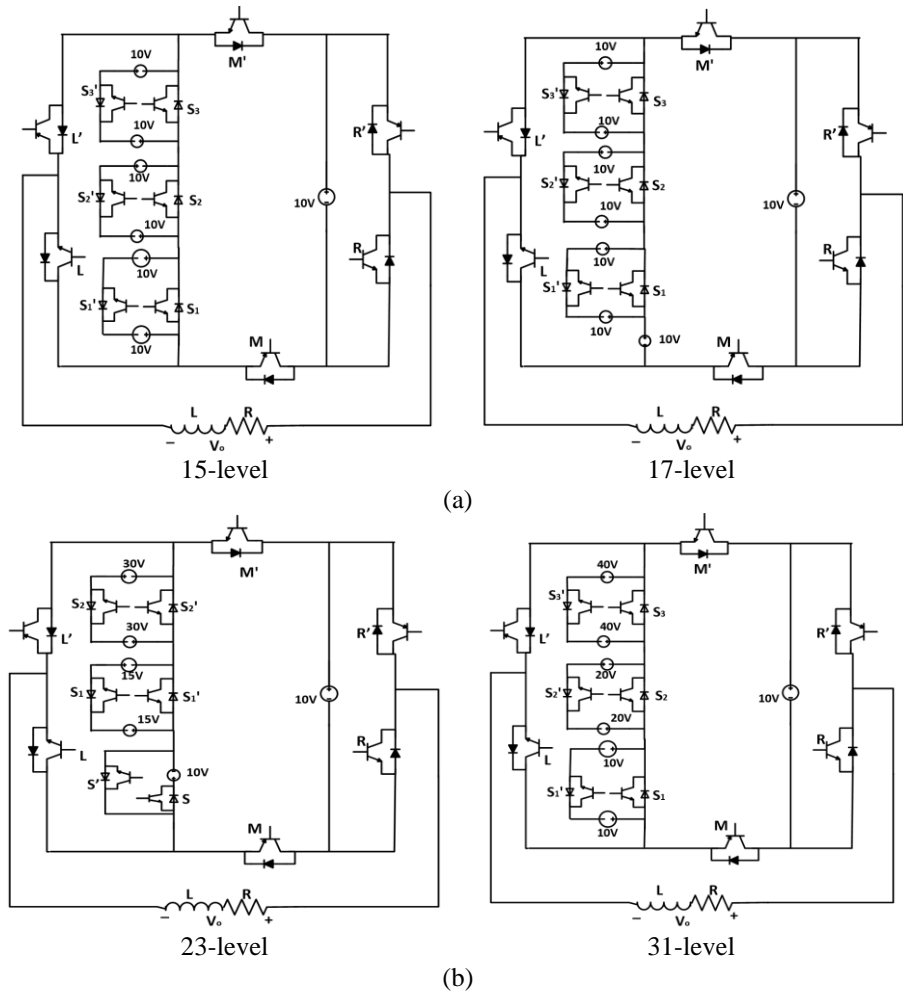 10V
M'
S₃'
S₃
10V
L'
R'
10V
S₂'
S₂
10V
10V
10V
L
R
S₁'
S₁
10V
M
L
R
− Vₒ +
15-level
10V
M'
S₃'
S₃
10V
L'
R'
10V
S₂'
S₂
10V
10V
10V
L
R
S₁'
S₁
10V
10V
M
L
R
− Vₒ +
17-level
(a)
30V
M'
S₂
S₂'
30V
L'
R'
15V
S₁
S₁'
10V
15V
L
R
10V
S'
S
M
L
R
− Vₒ +
23-level
40V
M'
S₃'
S₃
40V
L'
R'
20V
S₂'
S₂
10V
20V
L
R
10V
S₁'
S₁
10V
M
L
R
− Vₒ +
31-level
(b)